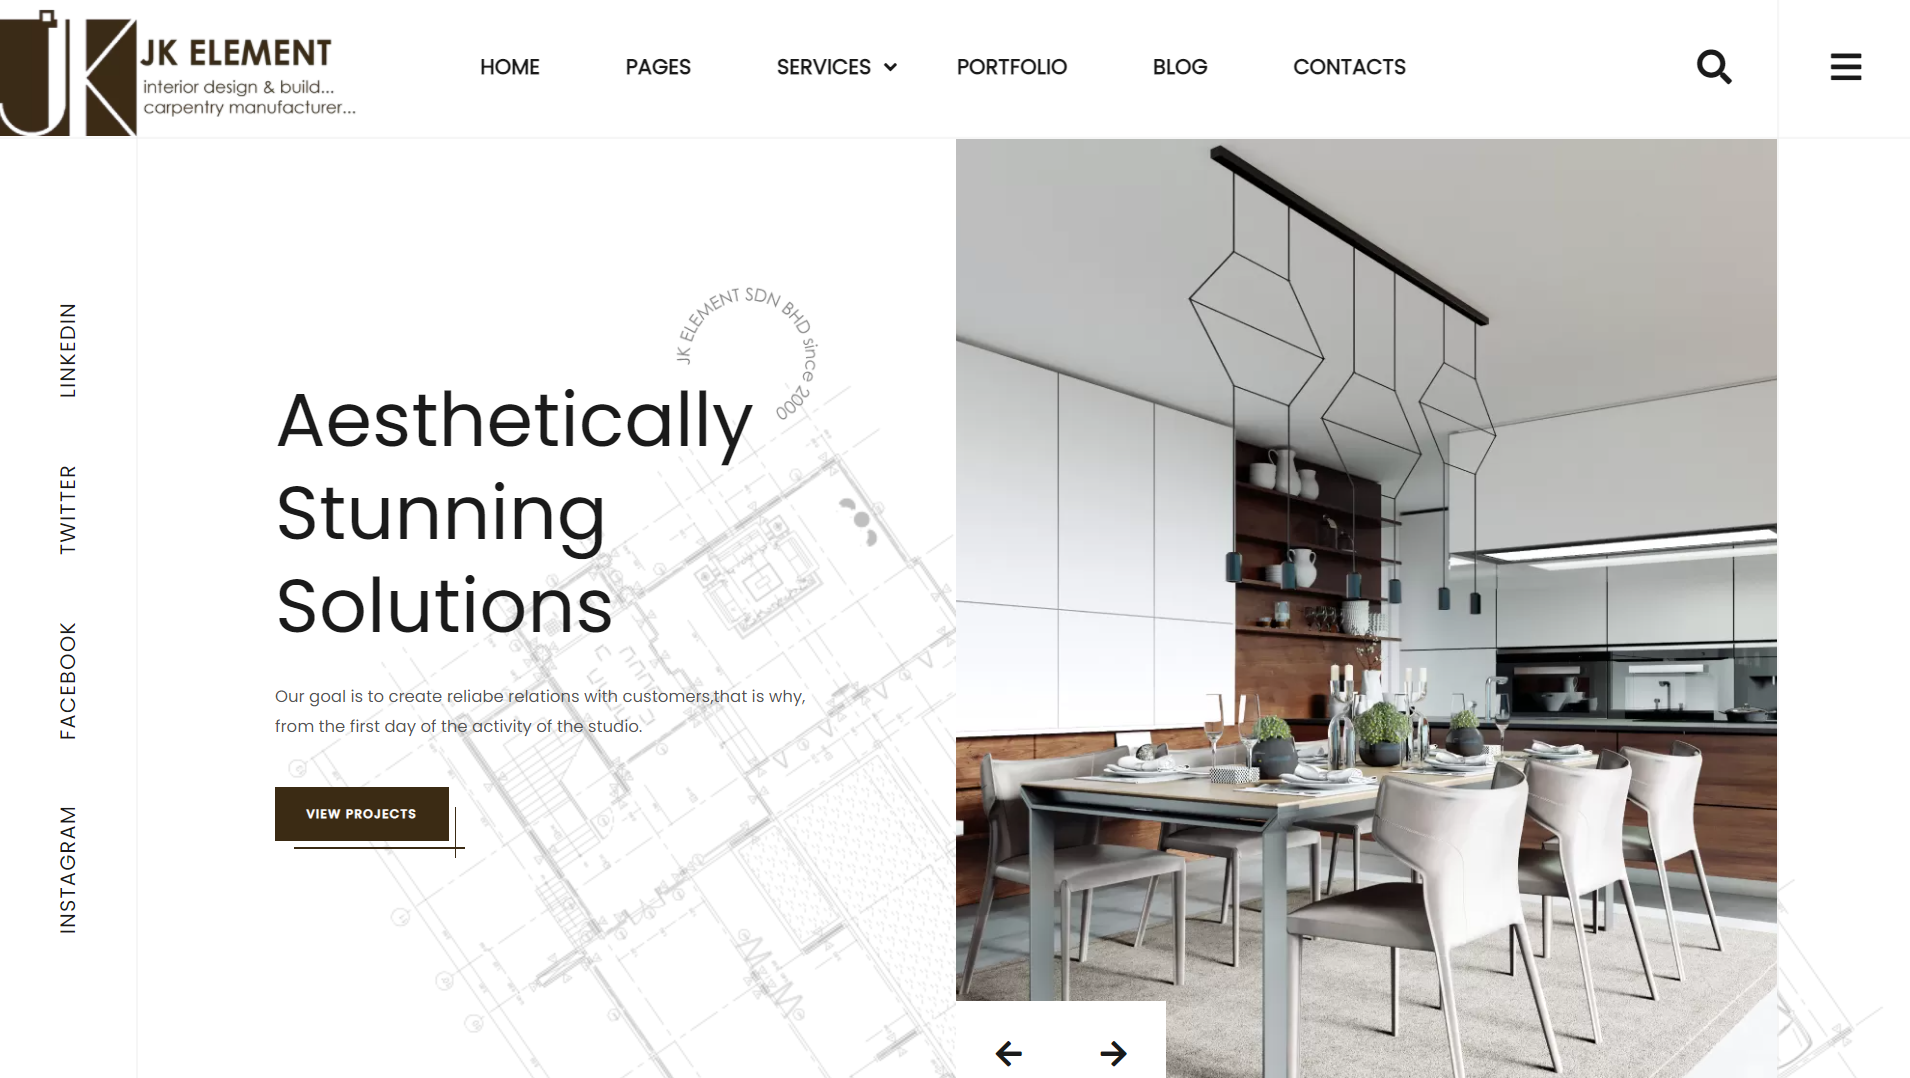 JK
JK ELEMENT
interior design & build...
carpentry manufacturer...
HOME
PAGES
SERVICES
PORTFOLIO
BLOG
CONTACTS
LINKEDIN
TWITTER
FACEBOOK
INSTAGRAM
JK ELEMENT SDN BHD since 2000
Aesthetically
Stunning
Solutions
Our goal is to create reliabe relations with customers,that is why,
from the first day of the activity of the studio.
VIEW PROJECTS